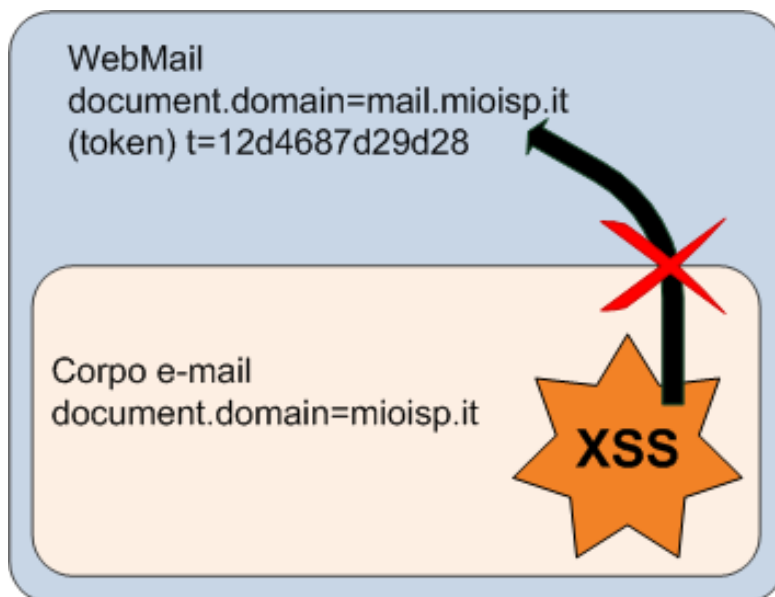 WebMail
document.domain=mail.mioisp.it
(token) t=12d4687d29d28
Corpo e-mail
document.domain=mioisp.it
XSS